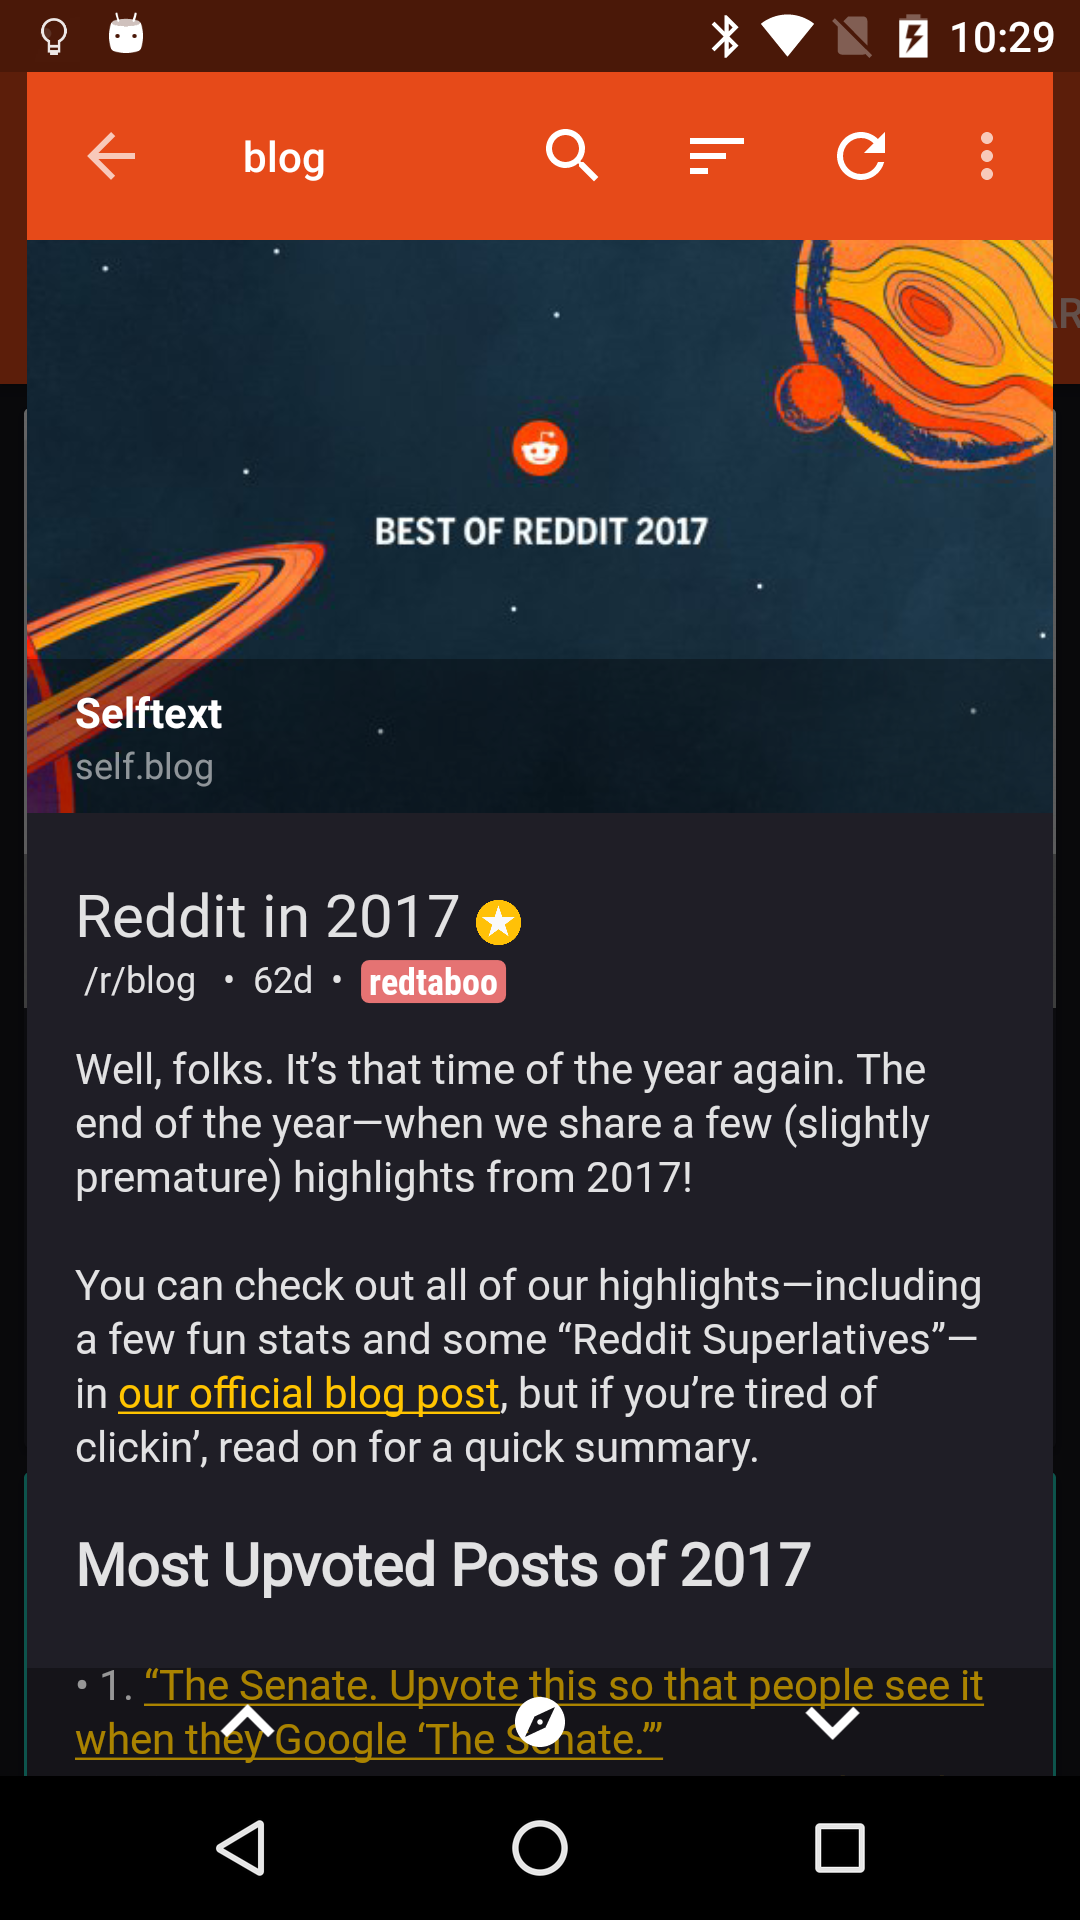 10:29
blog
AR
BEST OF REDDIT 2017
Selftext
self.blog
Reddit in 2017
/r/blog • 62d • redtaboo
Well, folks. It’s that time of the year again. The
end of the year—when we share a few (slightly
premature) highlights from 2017!
You can check out all of our highlights—including
a few fun stats and some “Reddit Superlatives”—
in our official blog post, but if you’re tired of
clickin’, read on for a quick summary.
Most Upvoted Posts of 2017
• 1. “The Senate. Upvote this so that people see it
when they Google ‘The Senate.’”